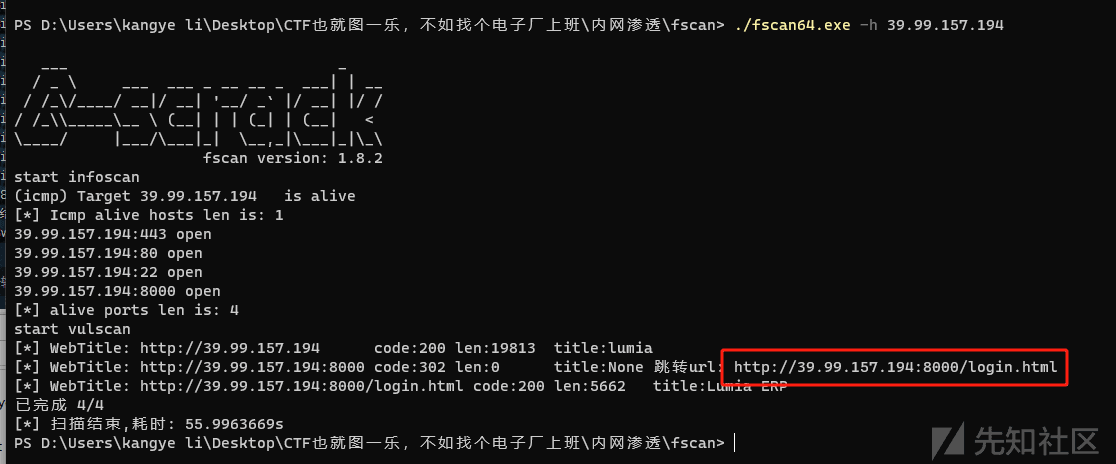 PS D:\Users\kangye li\Desktop\CTF也就图一乐，不如找个电子厂上班\内网渗透\fscan> ./fscan64.exe -h 39.99.157.194
fscan version: 1.8.2
start infoscan
(icmp) Target 39.99.157.194   is alive
[*] Icmp alive hosts len is: 1
39.99.157.194:443 open
39.99.157.194:80 open
39.99.157.194:22 open
39.99.157.194:8000 open
[*] alive ports len is: 4
start vulscan
[*] WebTitle: http://39.99.157.194      code:200 len:19813  title:lumia
[*] WebTitle: http://39.99.157.194:8000 code:302 len:0      title:None 跳转url: http://39.99.157.194:8000/login.html
[*] WebTitle: http://39.99.157.194:8000/login.html code:200 len:5662   title:Lumia ERP
已完成 4/4
[*] 扫描结束,耗时: 55.9963669s
PS D:\Users\kangye li\Desktop\CTF也就图一乐，不如找个电子厂上班\内网渗透\fscan>
先知社区